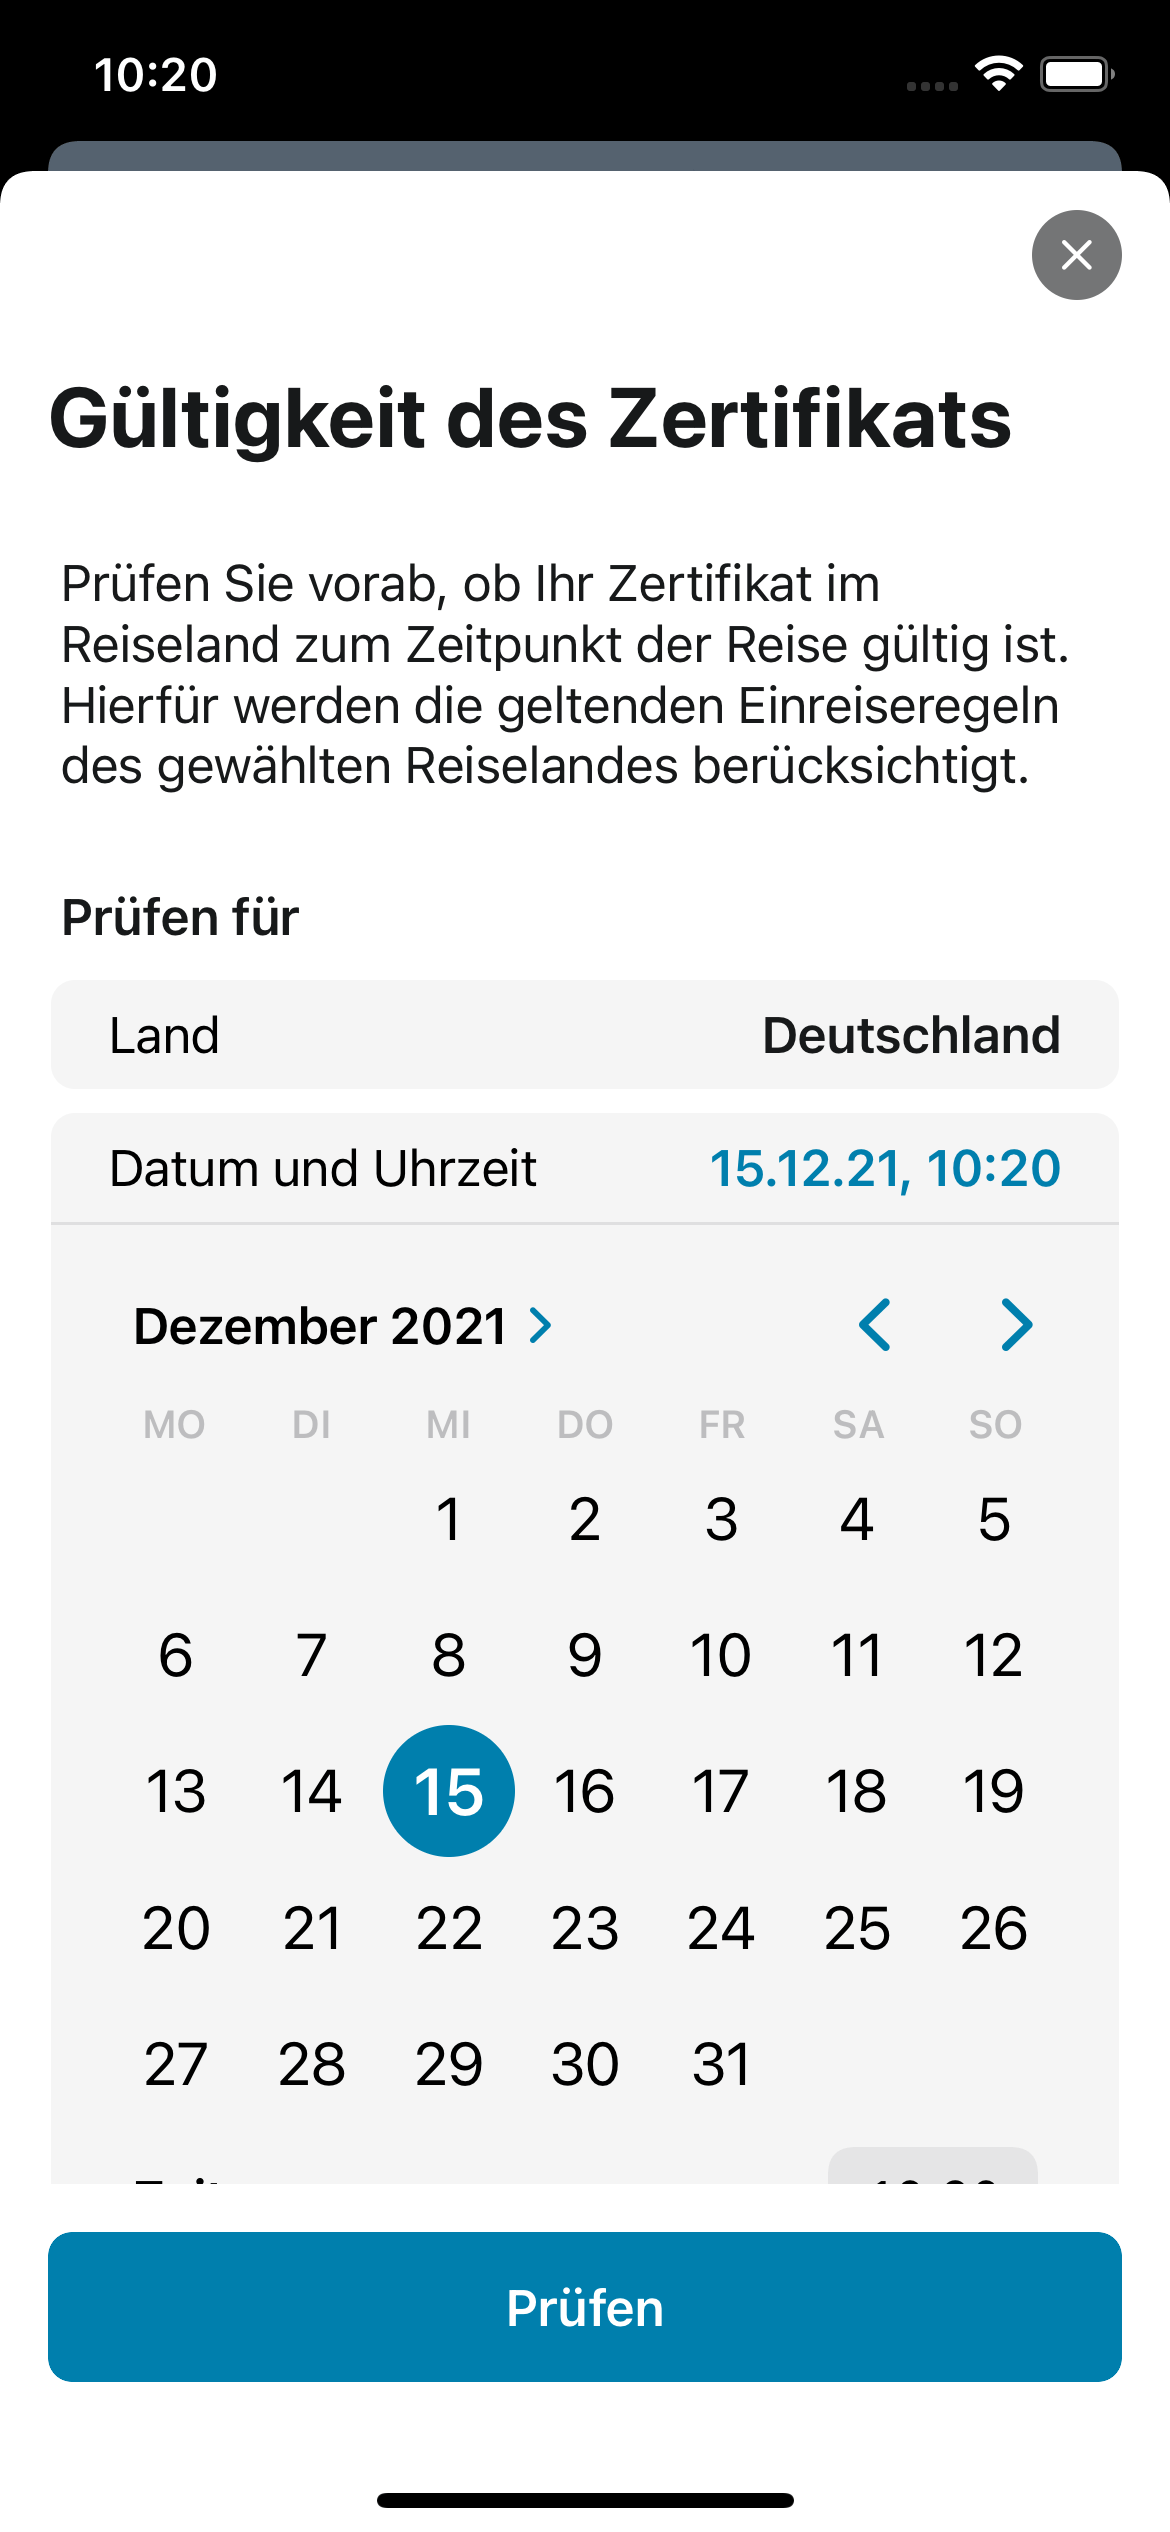 10:20
Gültigkeit des Zertifikats
Prüfen Sie vorab, ob Ihr Zertifikat im
Reiseland zum Zeitpunkt der Reise gültig ist.
Hierfür werden die geltenden Einreiseregeln
des gewählten Reiselandes berücksichtigt.
Prüfen für
Land Deutschland
Datum und Uhrzeit 15.12.21, 10:20
Dezember 2021
MO DI MI DO FR SA SO
1 2 3 4 5
6 7 8 9 10 11 12
13 14 15 16 17 18 19
20 21 22 23 24 25 26
27 28 29 30 31
Prüfen